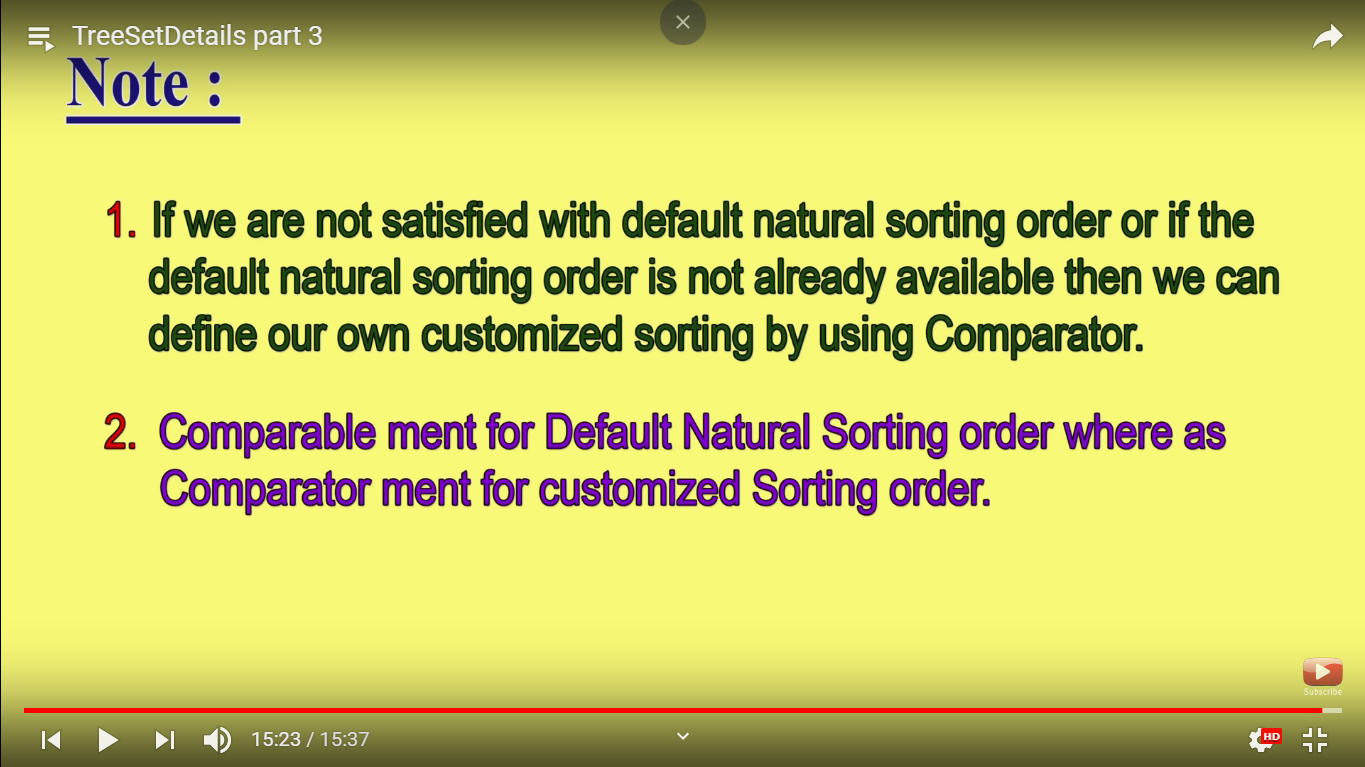 TreeSetDetails part 3
Note :
1. If we are not satisfied with default natural sorting order or if the
default natural sorting order is not already available then we can
define our own customized sorting by using Comparator.
2. Comparable ment for Default Natural Sorting order where as
Comparator ment for customized Sorting order.
Subscribe
15:23 / 15:37
HD